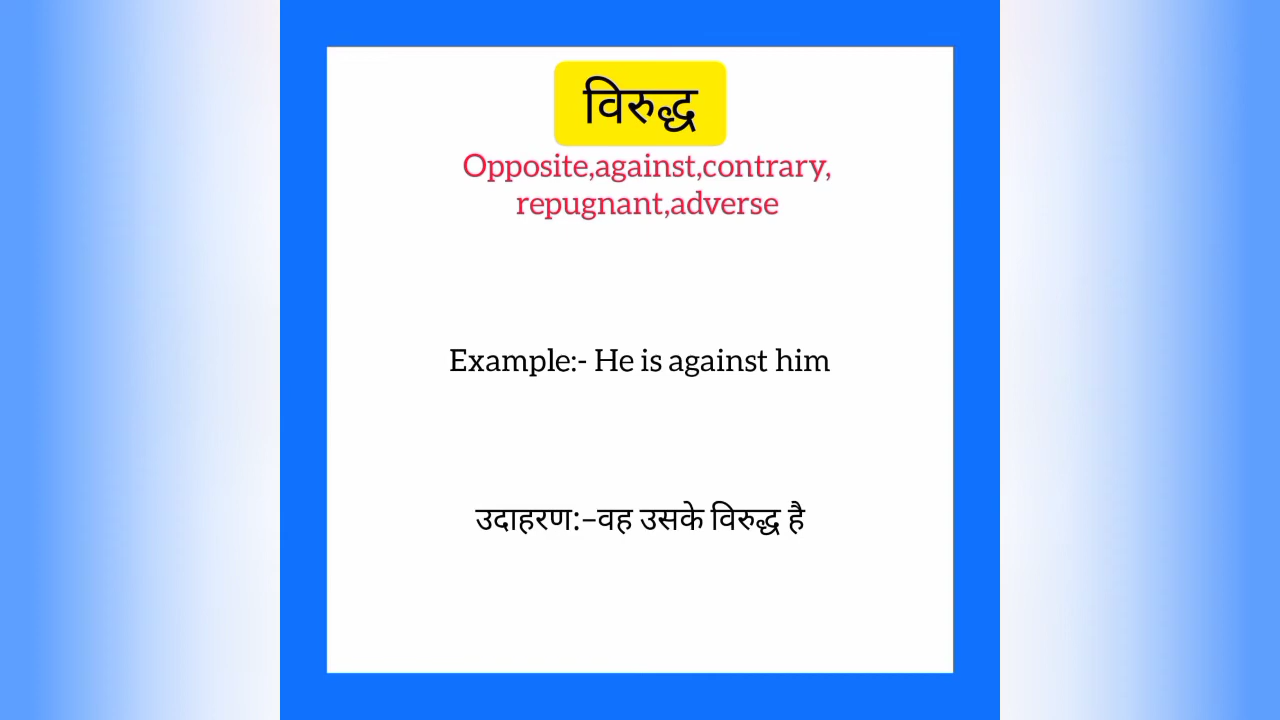 विरुद्ध
Opposite,against,contrary,
repugnant,adverse
Example:- He is against him
उदाहरण:–वह उसके विरुद्ध है